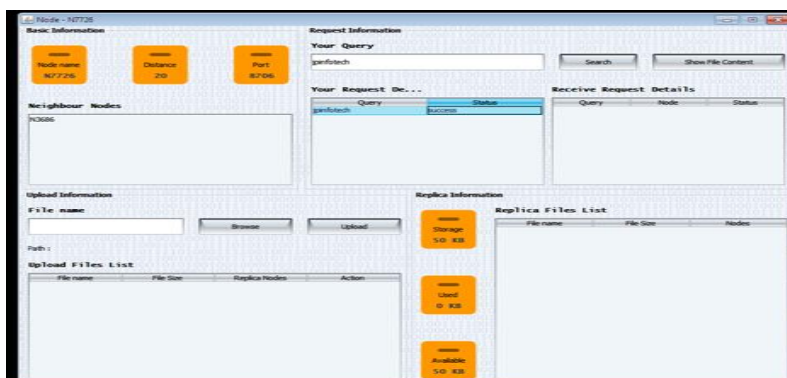 Node - N7726
Basic Information
Node name
N7726
Distance
20
Port
8706
Neighbour Nodes
N3686
Request Information
Your Query
jpinfotech
Search
Show File Content
Your Request De...
Query Status
jpinfotech success
Receive Request Details
Query Node Status
Upload Information
File name
Browse
Upload
Path :
Upload Files List
File name File Size Replica Nodes Action
Replica Information
Storage
50 KB
Used
0 KB
Available
50 KB
Replica Files List
File name File Size Nodes